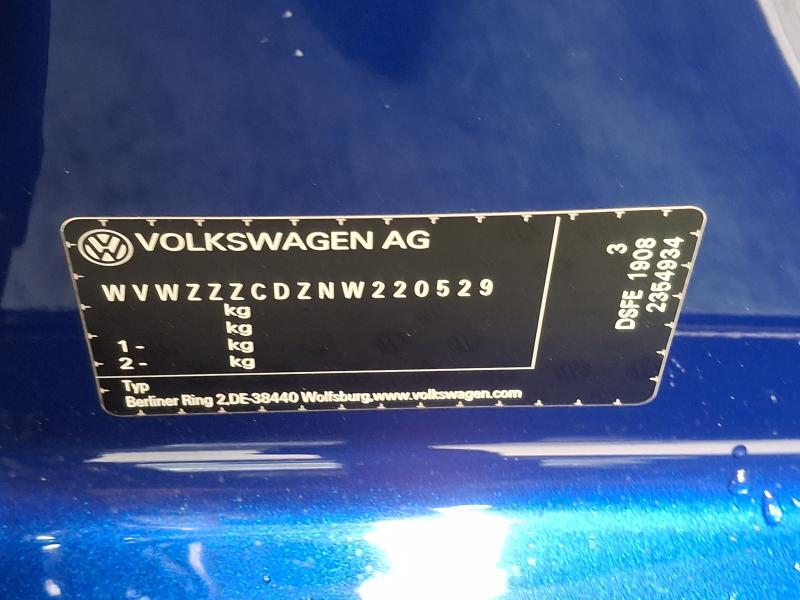 VOLKSWAGEN AG
WVWZZZCDZNW220529
kg
kg
1 - kg
2 - kg
Typ
Berliner Ring 2,DE-38440 Wolfsburg,www.volkswagen.com
3
DSFE 1908
2354934